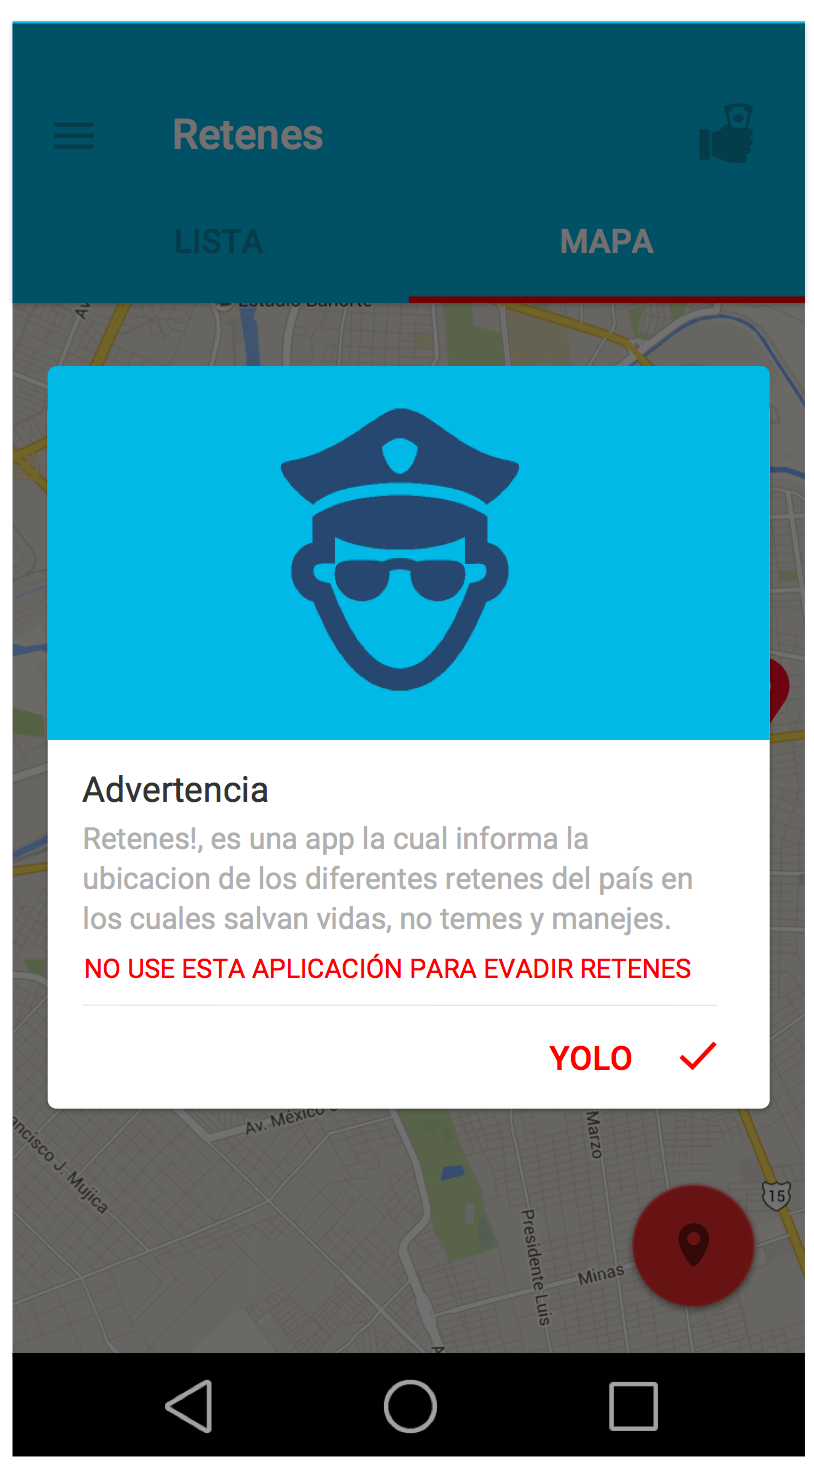 Retenes
LISTA
MAPA
Estadio Banorte
Av
Advertencia
Retenes!, es una app la cual informa la
ubicacion de los diferentes retenes del país en
los cuales salvan vidas, no temes y manejes.
NO USE ESTA APLICACIÓN PARA EVADIR RETENES
YOLO
Av. México
ancisco J. Mujica
Marzo
15
Presidente Luis
Minas
A